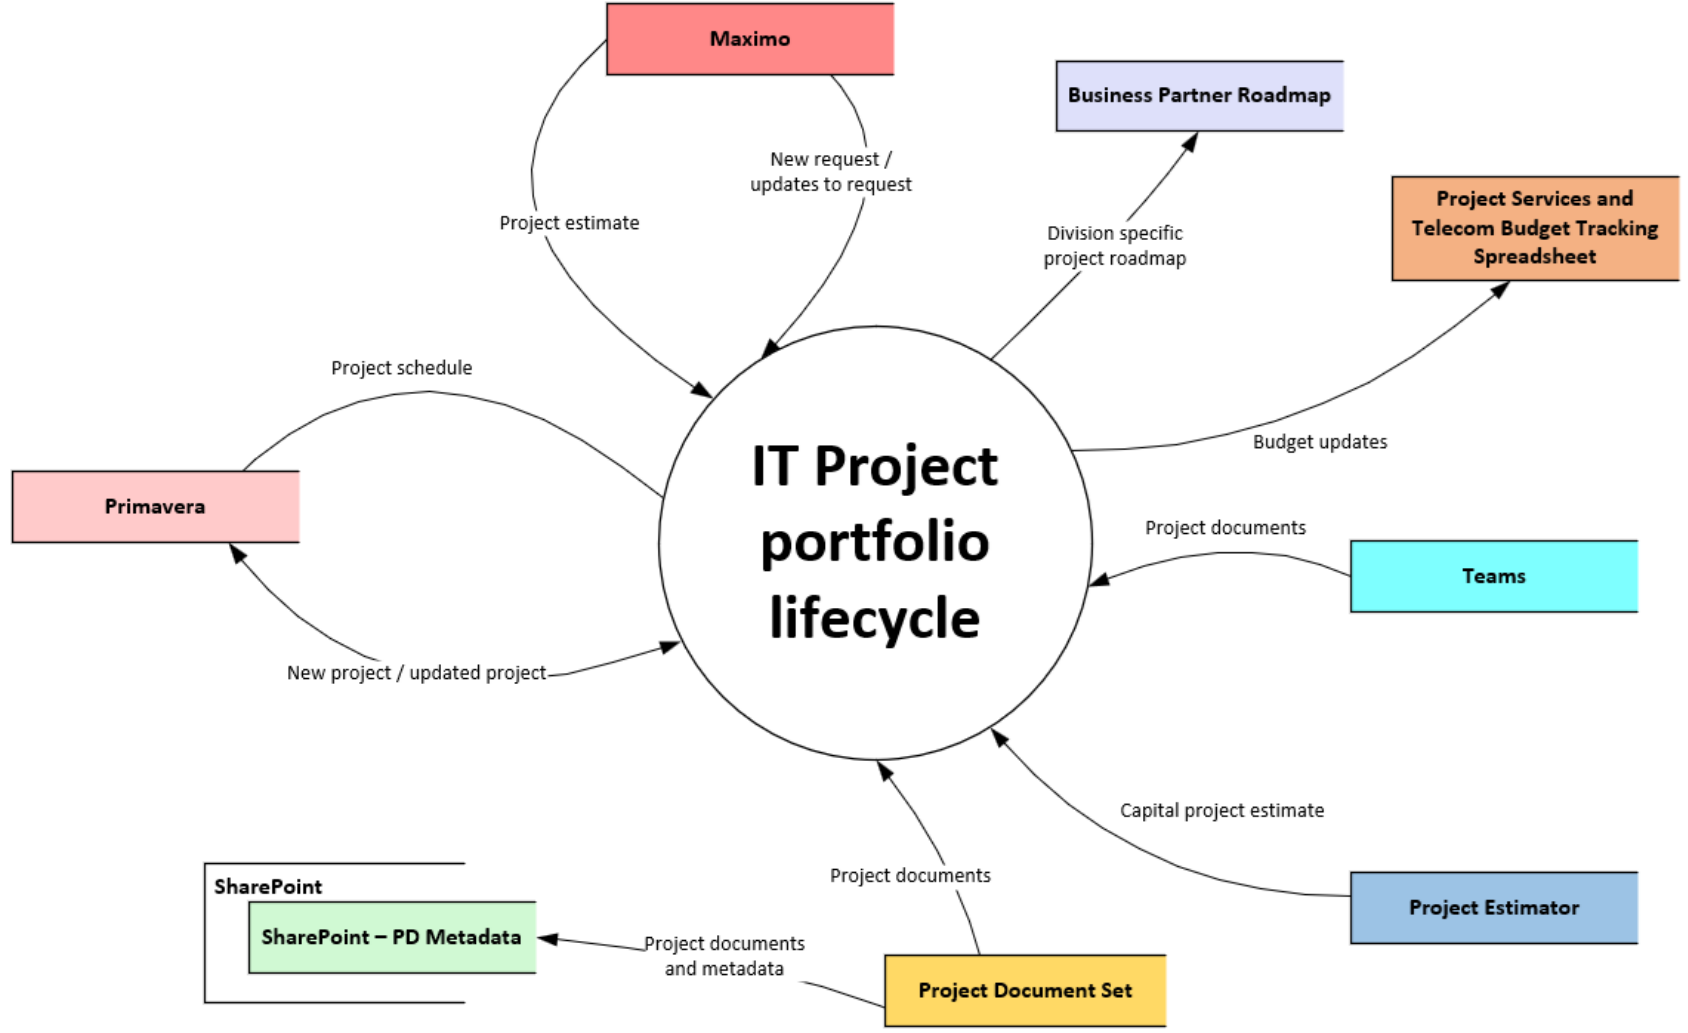 Maximo
Business Partner Roadmap
New request /
updates to request
Project Services and
Telecom Budget Tracking
Spreadsheet
Project estimate
Division specific
project roadmap
Project schedule
Budget updates
IT Project
portfolio
lifecycle
Primavera
Project documents
Teams
New project / updated project
Capital project estimate
Project documents
SharePoint
Project Estimator
SharePoint – PD Metadata
Project documents
and metadata
Project Document Set